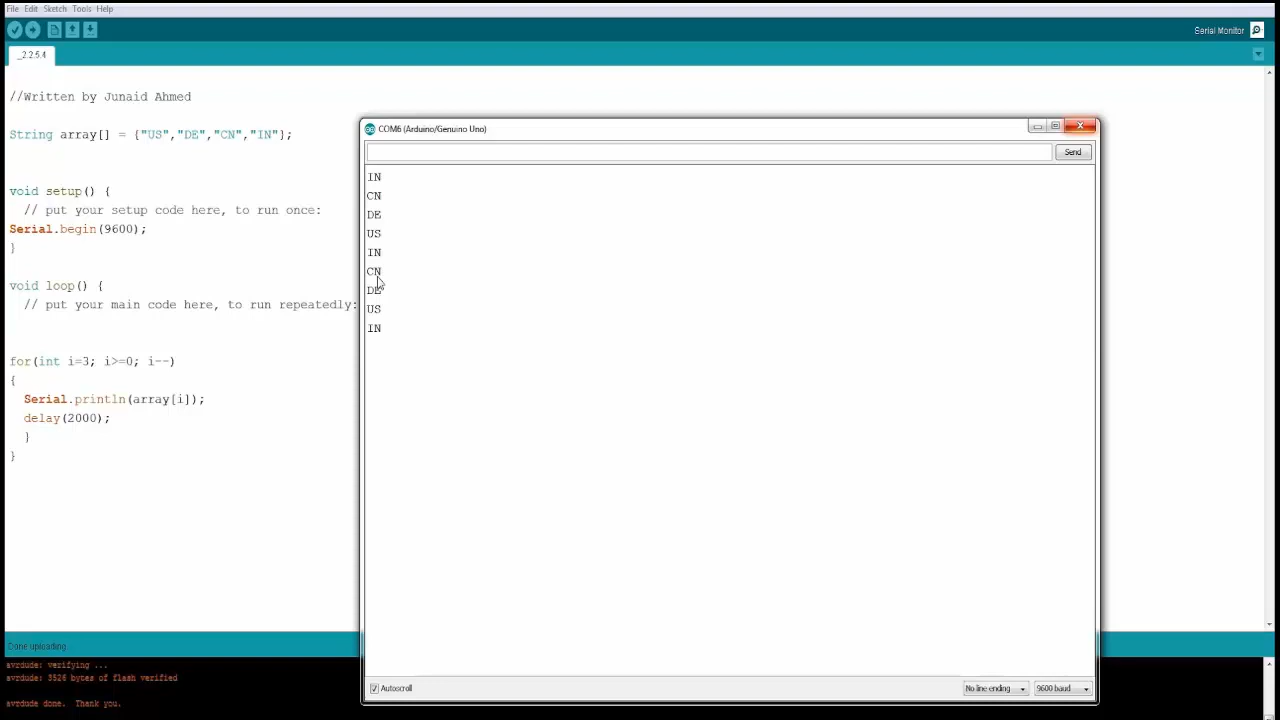 File Edit Sketch Tools Help
Serial Monitor
_2.2.5.4
//Written by Junaid Ahmed
String array[] = {"US","DE","CN","IN"};
void setup() {
// put your setup code here, to run once:
Serial.begin(9600);
}
void loop() {
// put your main code here, to run repeatedly:
for(int i=3; i>=0; i--)
{
Serial.println(array[i]);
delay(2000);
}
}
COM6 (Arduino/Genuino Uno)
Send
IN
CN
DE
US
IN
CN
DE
US
IN
Autoscroll
No line ending
9600 baud
Done uploading
avrdude: verifying ...
avrdude: 3526 bytes of flash verified
avrdude done.  Thank you.